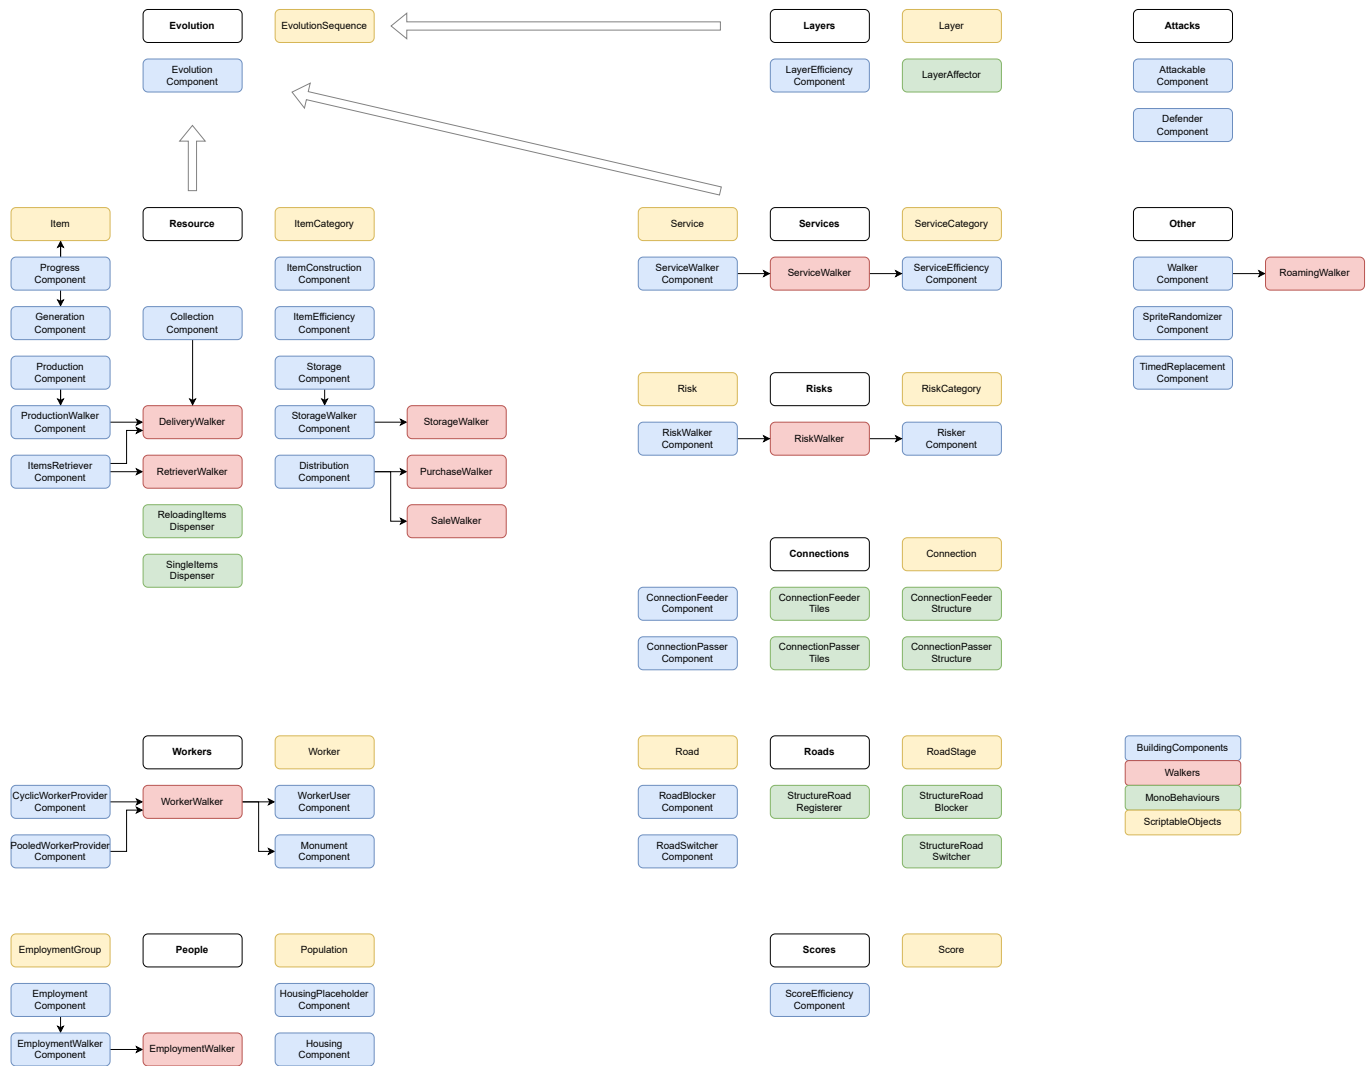 Evolution
EvolutionSequence
Layers
Layer
Attacks
Evolution
Component
LayerEfficiency
Component
LayerAffector
Attackable
Component
Defender
Component
Item
Resource
ItemCategory
Service
Services
ServiceCategory
Other
Progress
Component
ItemConstruction
Component
ServiceWalker
Component
ServiceWalker
ServiceEfficiency
Component
Walker
Component
RoamingWalker
Generation
Component
Collection
Component
ItemEfficiency
Component
SpriteRandomizer
Component
Production
Component
Storage
Component
Risk
Risks
RiskCategory
TimedReplacement
Component
ProductionWalker
Component
DeliveryWalker
StorageWalker
Component
StorageWalker
RiskWalker
Component
RiskWalker
Risker
Component
ItemsRetriever
Component
RetrieverWalker
Distribution
Component
PurchaseWalker
ReloadingItems
Dispenser
SaleWalker
SingleItems
Dispenser
Connections
Connection
ConnectionFeeder
Component
ConnectionFeeder
Tiles
ConnectionFeeder
Structure
ConnectionPasser
Component
ConnectionPasser
Tiles
ConnectionPasser
Structure
Workers
Worker
Road
Roads
RoadStage
BuildingComponents
Walkers
MonoBehaviours
ScriptableObjects
CyclicWorkerProvider
Component
WorkerWalker
WorkerUser
Component
RoadBlocker
Component
StructureRoad
Registerer
StructureRoad
Blocker
PooledWorkerProvider
Component
Monument
Component
RoadSwitcher
Component
StructureRoad
Switcher
EmploymentGroup
People
Population
Scores
Score
Employment
Component
HousingPlaceholder
Component
ScoreEfficiency
Component
EmploymentWalker
Component
EmploymentWalker
Housing
Component